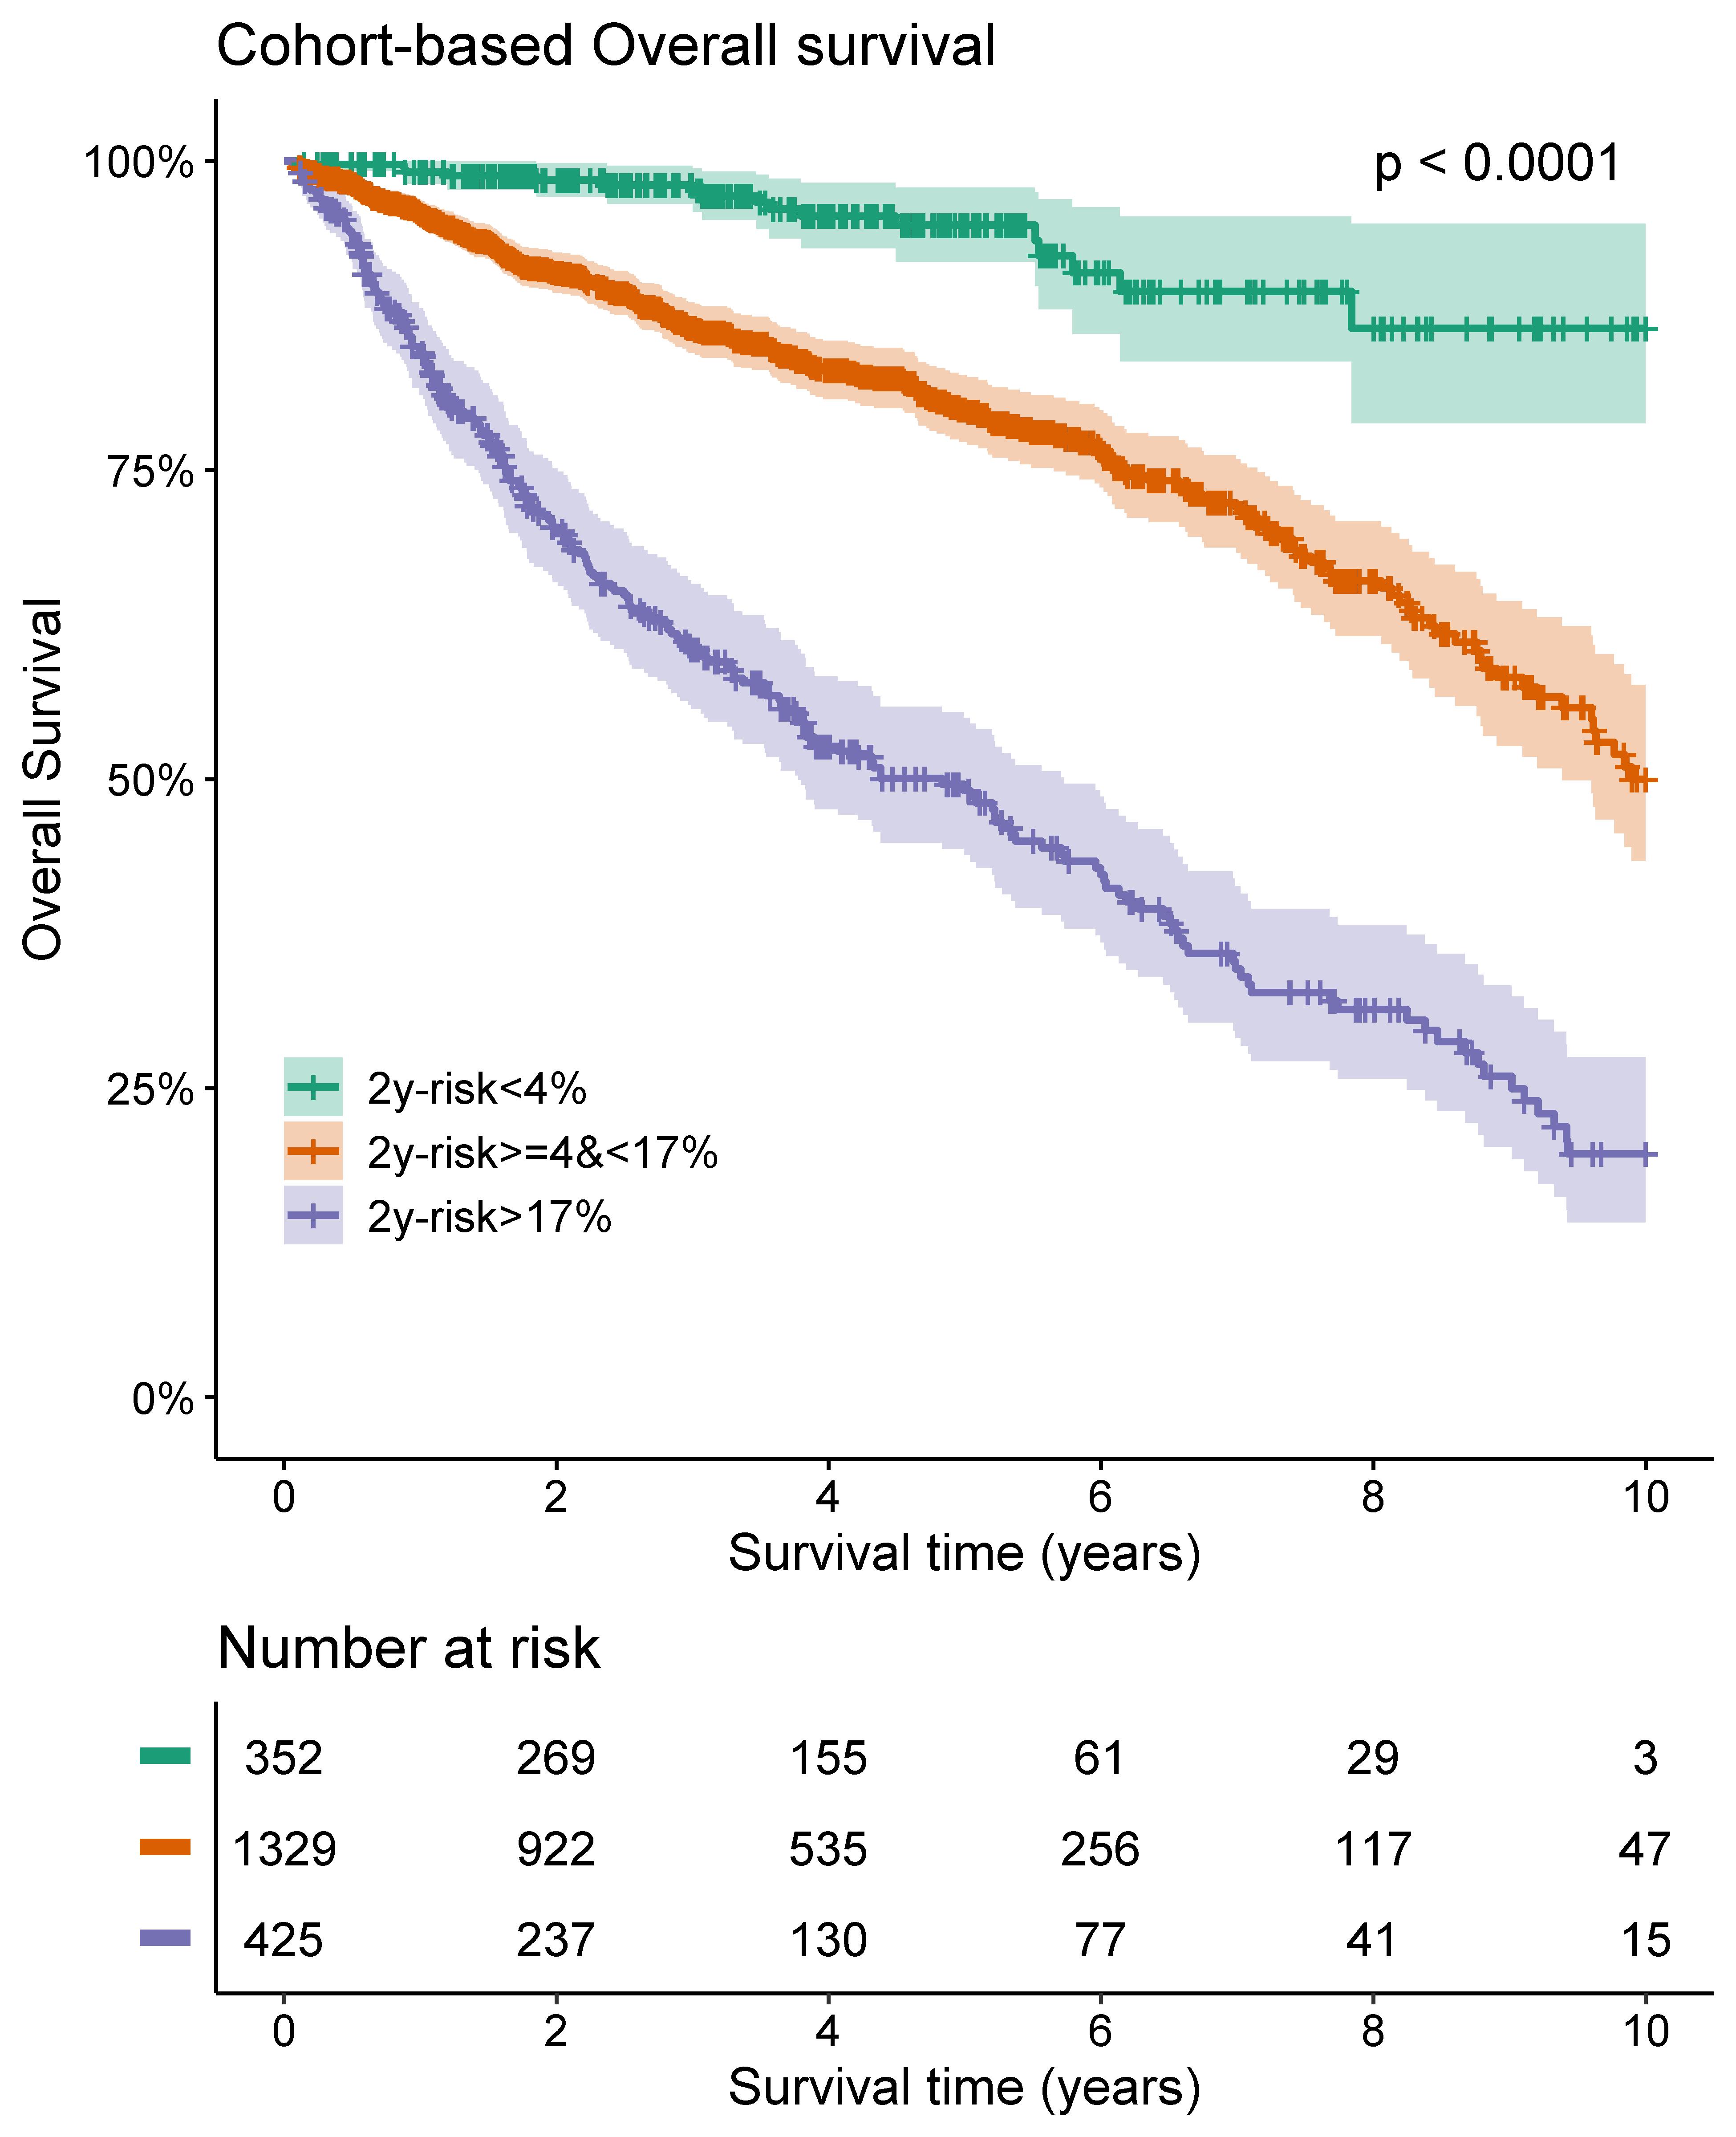 Cohort-based Overall survival
p < 0.0001
100%
75%
50%
25%
0%
Overall Survival
2y-risk<4%
2y-risk>=4&<17%
2y-risk>17%
0 2 4 6 8 10
Survival time (years)
Number at risk
352 269 155 61 29 3
1329 922 535 256 117 47
425 237 130 77 41 15
0 2 4 6 8 10
Survival time (years)